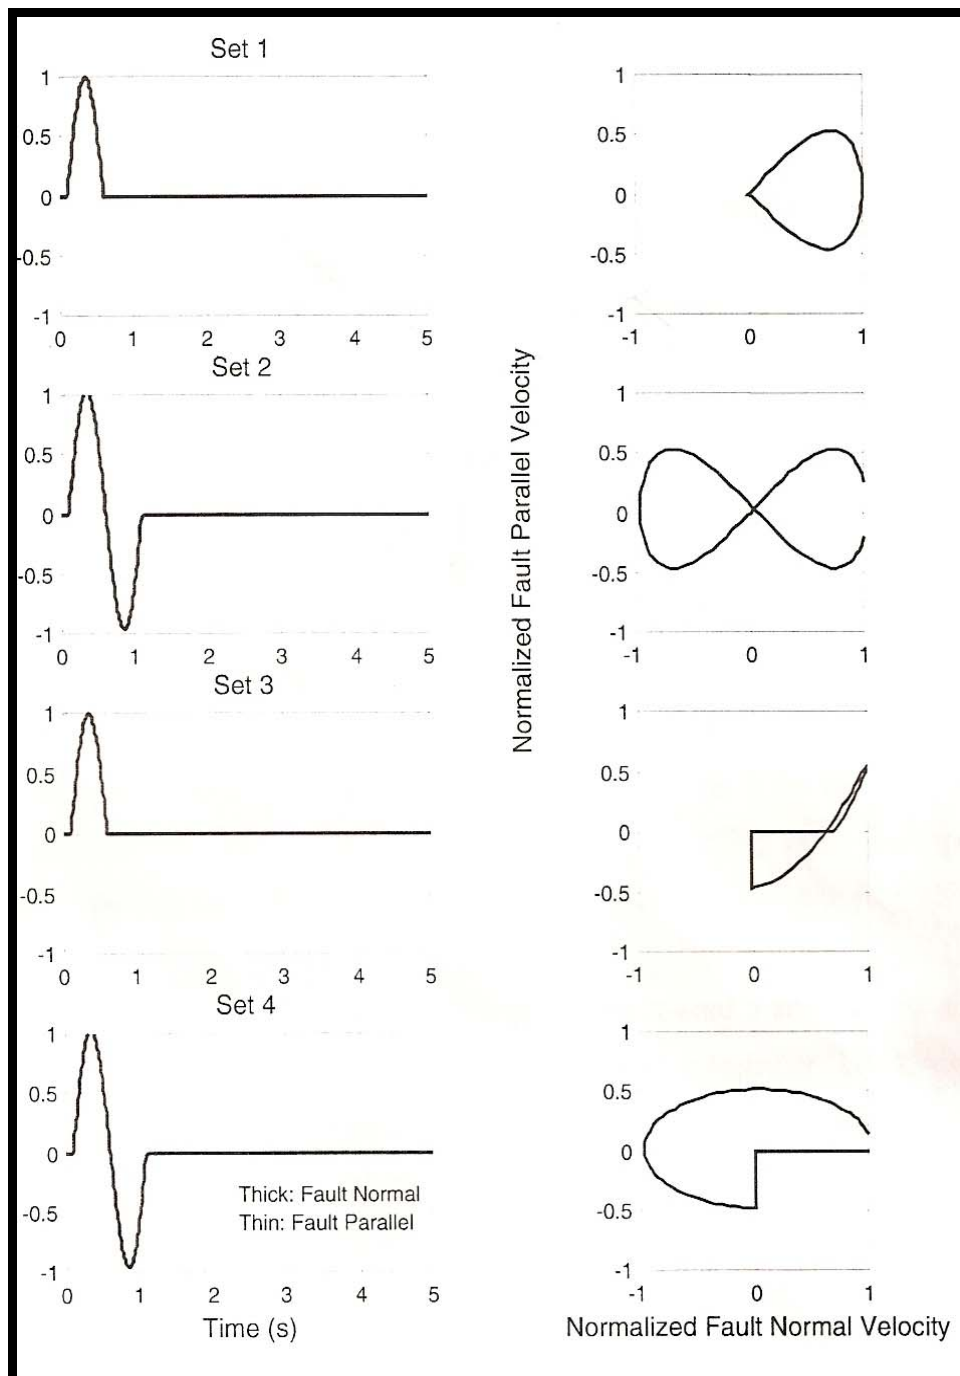 Set 1
1
0.5
0
-0.5
-1
0 1 2 3 4 5
1
0.5
0
-0.5
-1
-1 0 1
Set 2
1
0.5
0
-0.5
-1
0 1 2 3 4 5
1
0.5
0
-0.5
-1
-1 0 1
Set 3
1
0.5
0
-0.5
-1
0 1 2 3 4 5
1
0.5
0
-0.5
-1
-1 0 1
Set 4
1
0.5
0
-0.5
-1
0 1 2 3 4 5
Thick: Fault Normal
Thin: Fault Parallel
Time (s)
1
0.5
0
-0.5
-1
-1 0 1
Normalized Fault Parallel Velocity
Normalized Fault Normal Velocity